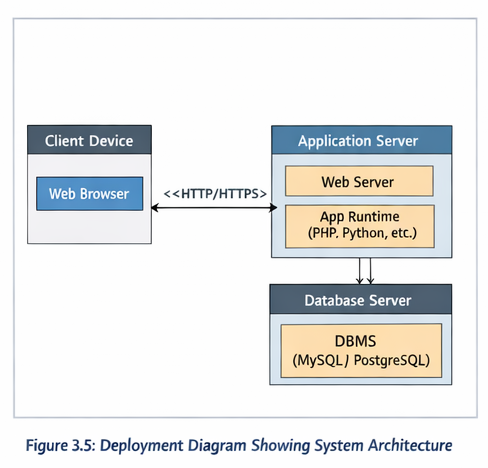 Client Device
Web Browser
<<HTTP/HTTPS>
Application Server
Web Server
App Runtime
(PHP, Python, etc.)
Database Server
DBMS
(MySQL / PostgreSQL)
Figure 3.5: Deployment Diagram Showing System Architecture